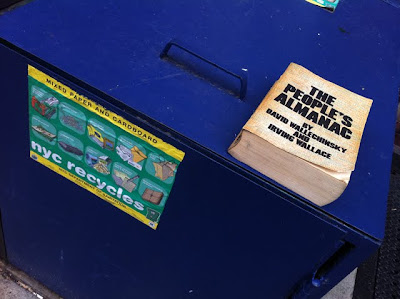 MIXED PAPER AND CARDBOARD
nyc recycles
THE
PEOPLE'S
ALMANAC
BY
DAVID WALLECHINSKY
AND
IRVING WALLACE